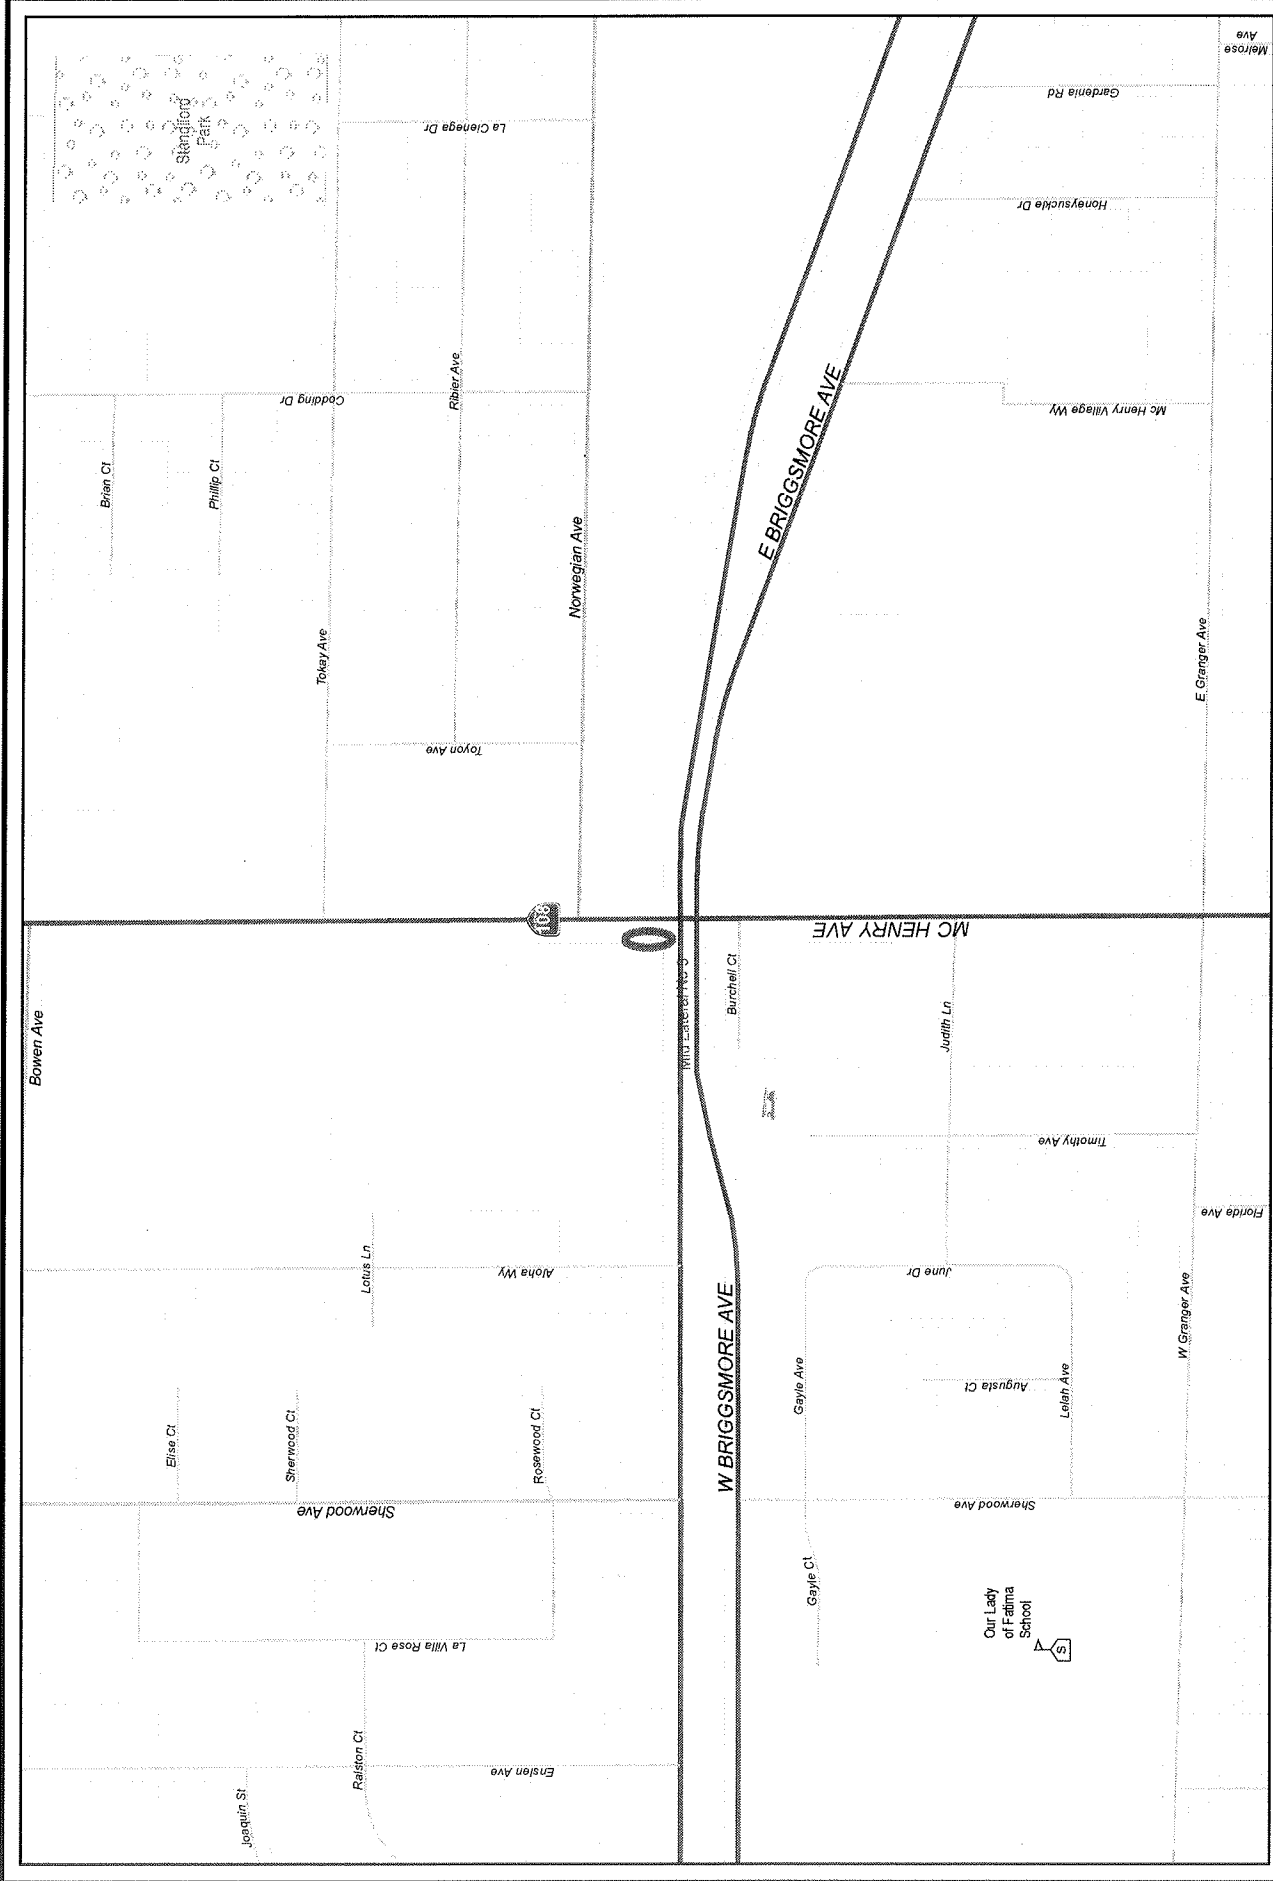 Bowen Ave
Standiford
Park
La Cienega Dr
Codding Dr
Ribier Ave
Brian Ct
Phillip Ct
Norwegian Ave
Tokay Ave
Toyon Ave
Melrose
Ave
Gardenia Rd
Honeysuckle Dr
Mc Henry Village Wy
E BRIGGSMORE AVE
E Granger Ave
MC HENRY AVE
Burchell Ct
Judith Ln
Timothy Ave
Florida Ave
Lotus Ln
Aloha Wy
June Dr
W BRIGGSMORE AVE
Gayle Ave
Augusta Ct
Lelah Ave
W Granger Ave
Elise Ct
Sherwood Ct
Rosewood Ct
Sherwood Ave
Sherwood Ave
Gayle Ct
Our Lady
of Fatima
School
S
La Villa Rose Ct
Ralston Ct
Enslen Ave
Joaquin St